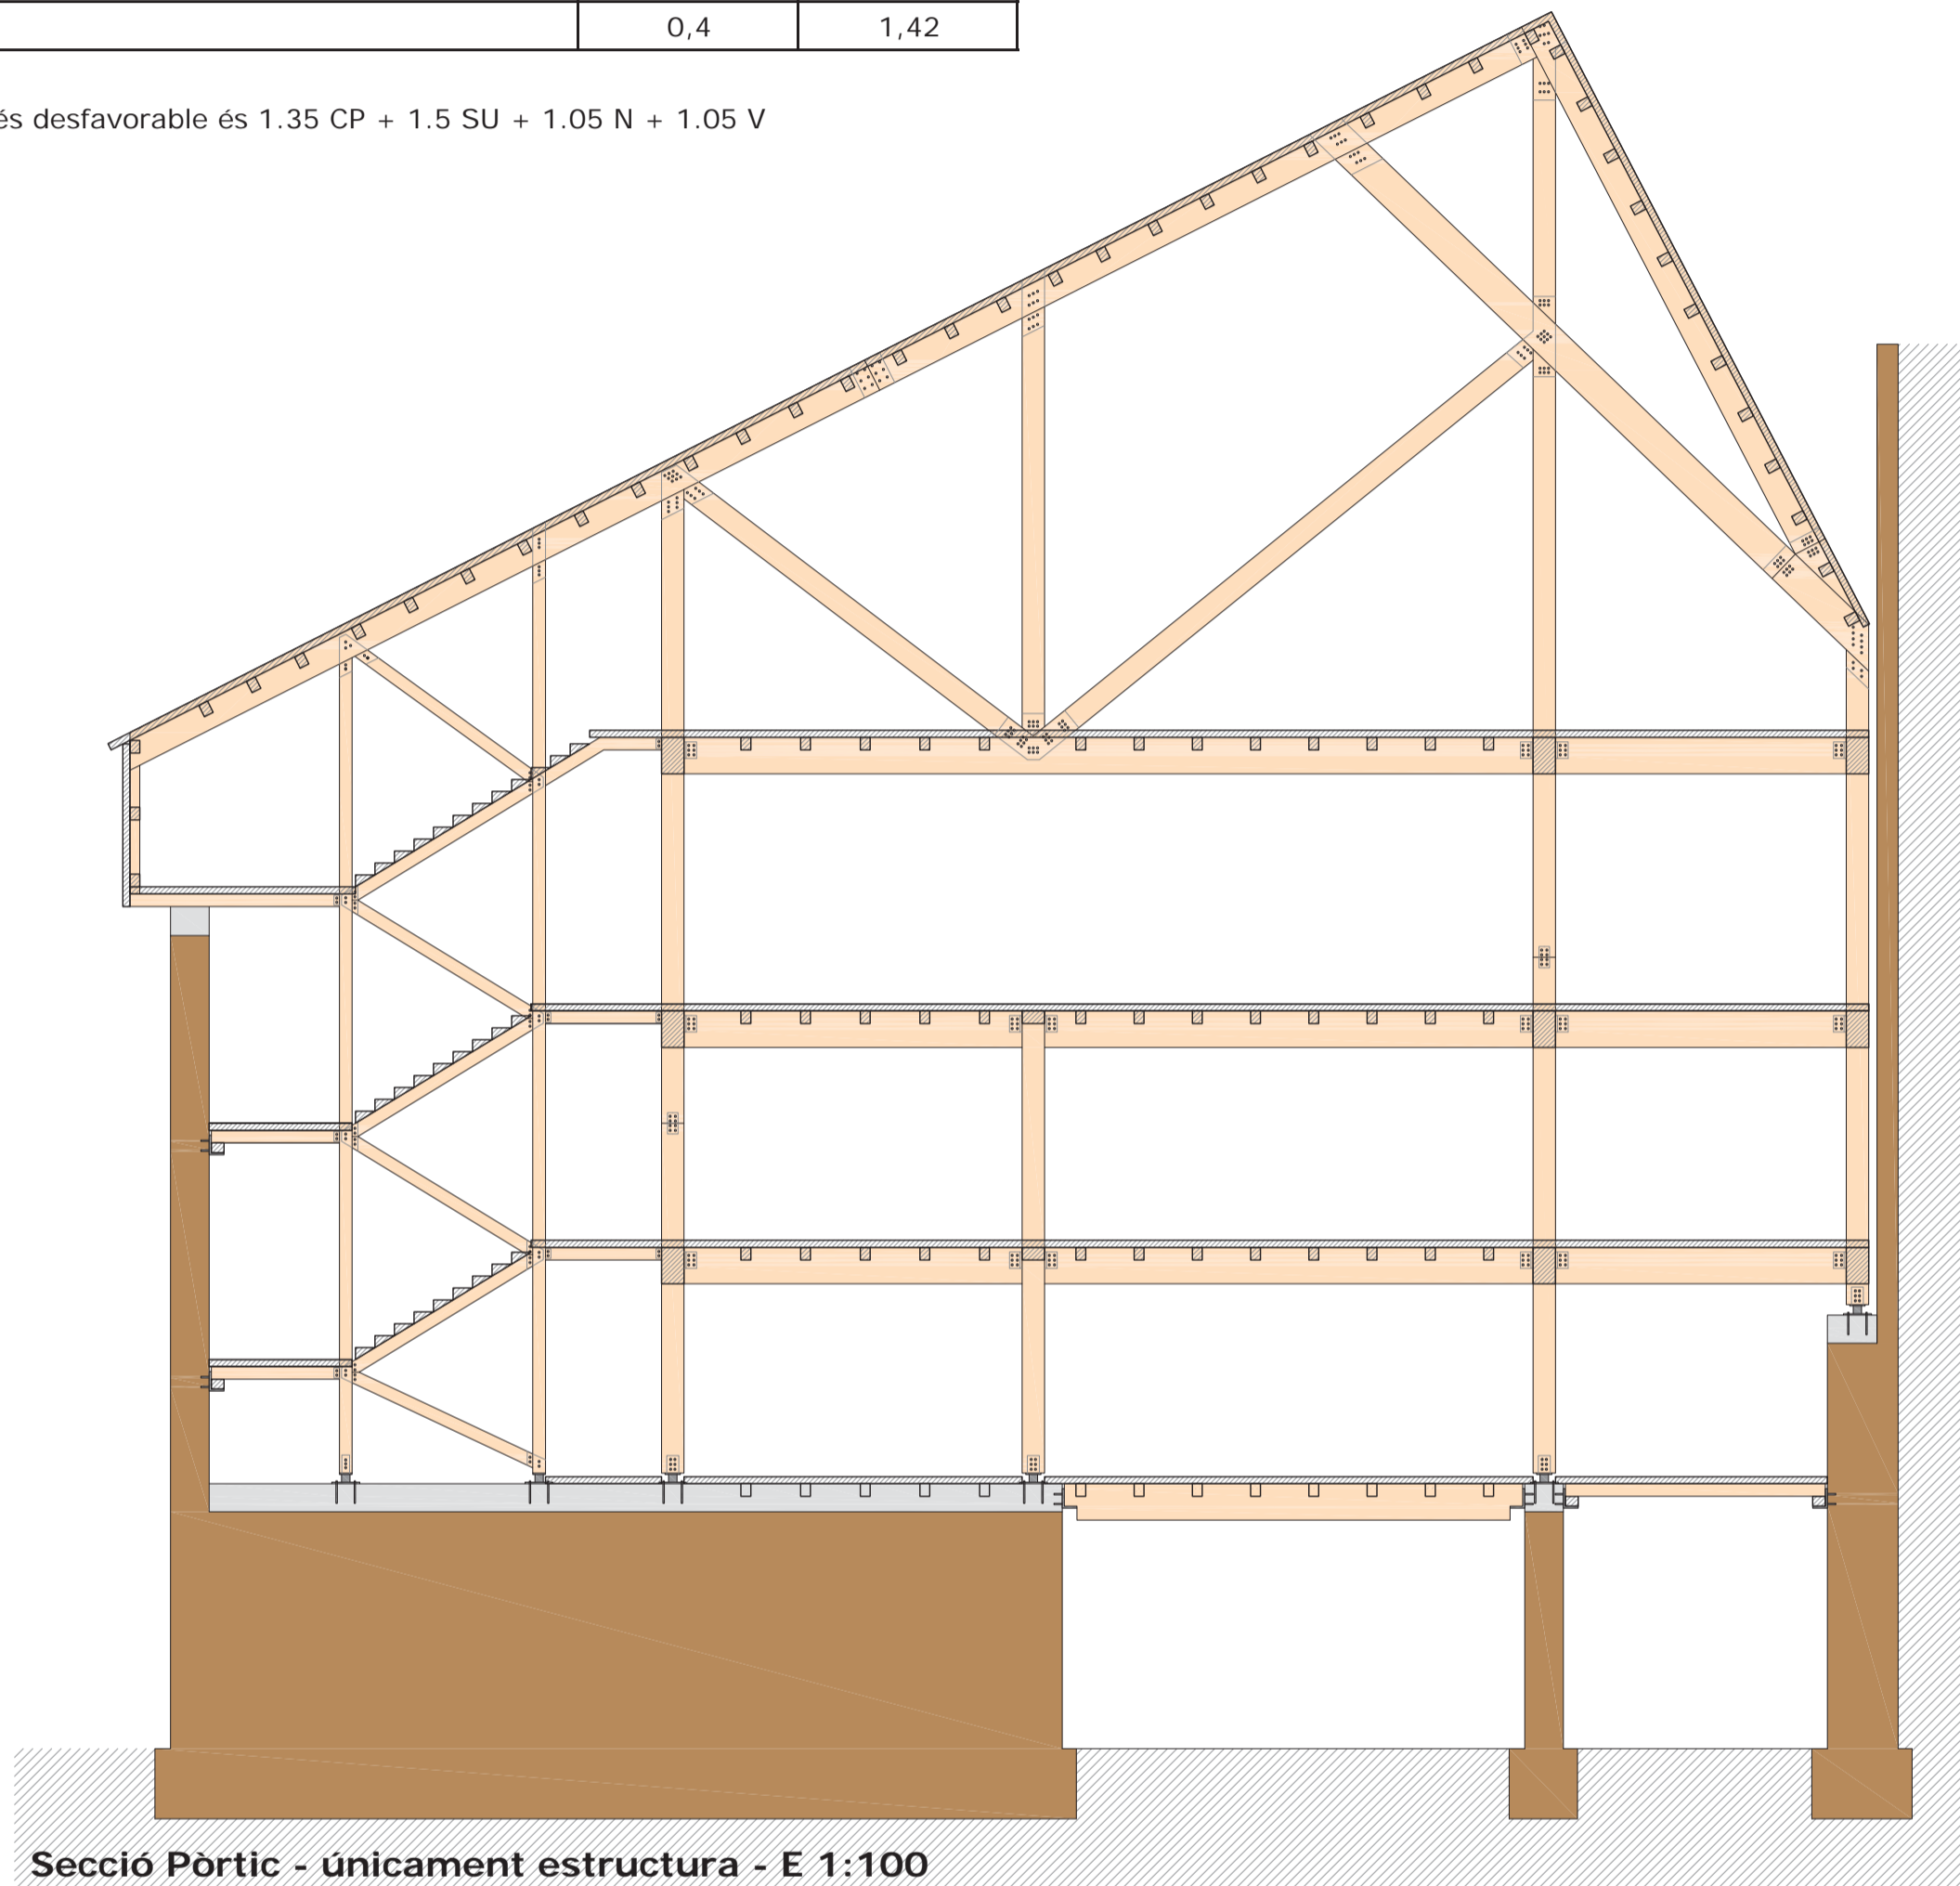 0,4 1,42
és desfavorable és 1.35 CP + 1.5 SU + 1.05 N + 1.05 V
Secció Pòrtic - únicament estructura - E 1:100